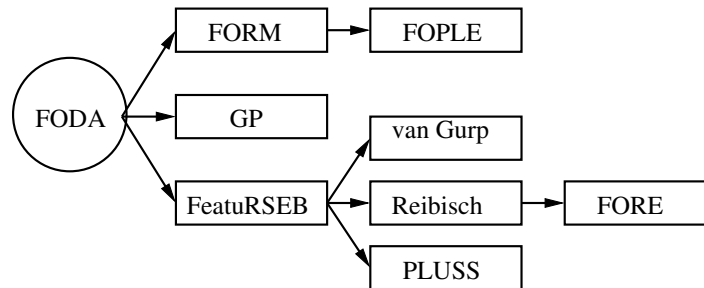 FORM
FOPLE
FODA
GP
van Gurp
FeatuRSEB
Reibisch
FORE
PLUSS